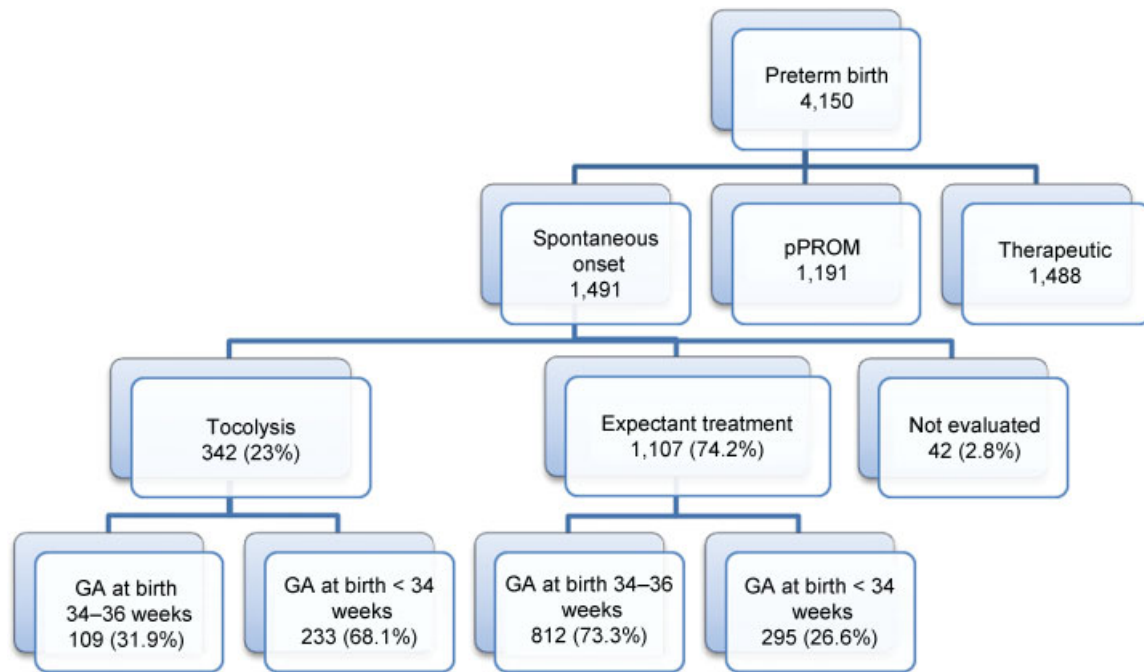 Preterm birth
4,150
Spontaneous
onset
1,491
pPROM
1,191
Therapeutic
1,488
Tocolysis
342 (23%)
Expectant treatment
1,107 (74.2%)
Not evaluated
42 (2.8%)
GA at birth
34–36 weeks
109 (31.9%)
GA at birth < 34
weeks
233 (68.1%)
GA at birth 34–36
weeks
812 (73.3%)
GA at birth < 34
weeks
295 (26.6%)